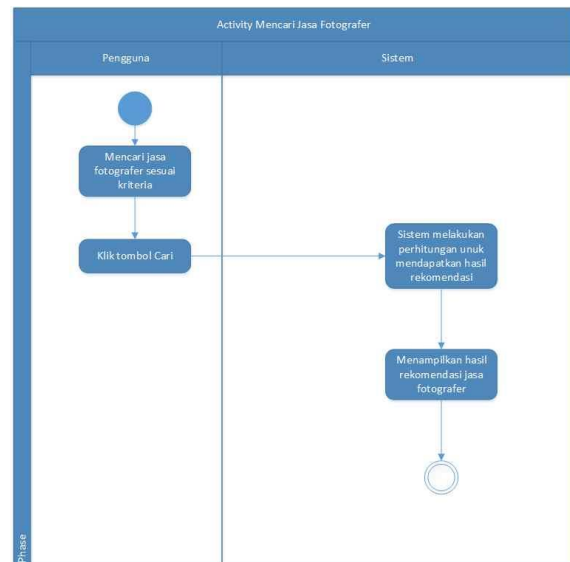 Activity Mencari Jasa Fotografer
Pengguna
Sistem
Mencari jasa
fotografer sesuai
kriteria
Klik tombol Cari
Sistem melakukan
perhitungan unuk
mendapatkan hasil
rekomendasi
Menampilkan hasil
rekomendasi jasa
fotografer
Phase